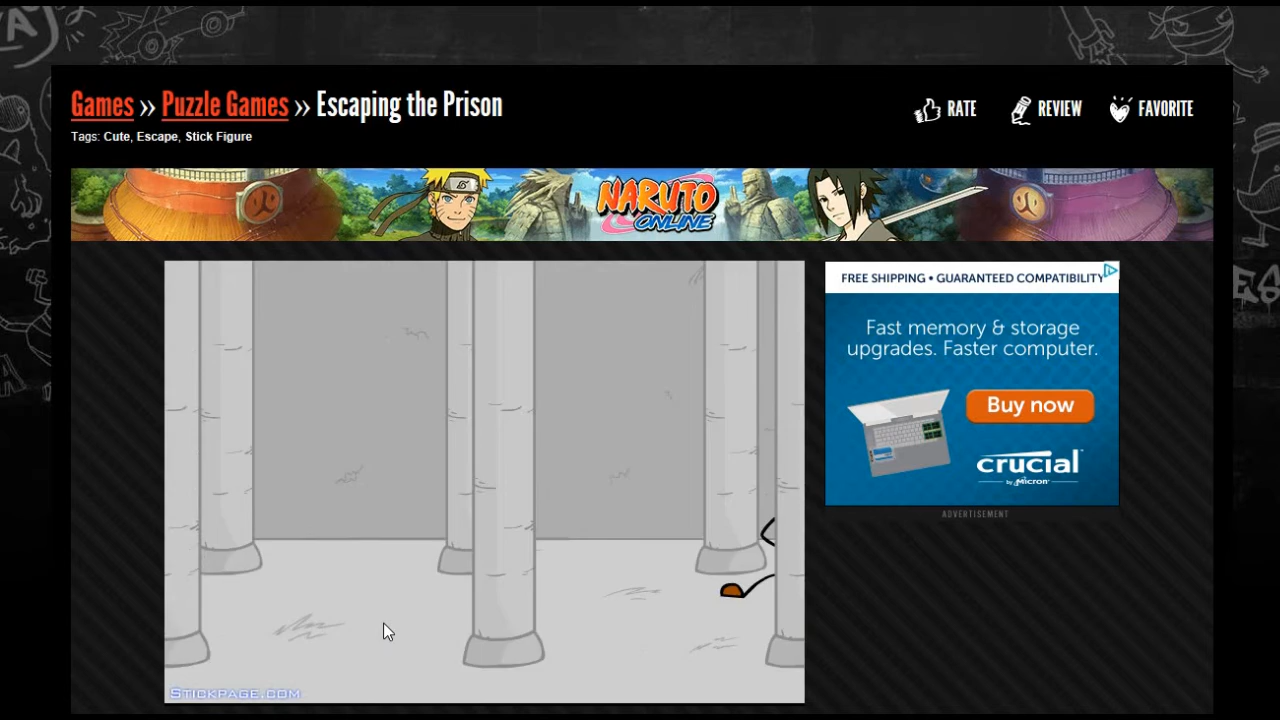 Games » Puzzle Games » Escaping the Prison
RATE
REVIEW
FAVORITE
Tags: Cute, Escape, Stick Figure
NARUTO
ONLINE
FREE SHIPPING • GUARANTEED COMPATIBILITY
Fast memory & storage
upgrades. Faster computer.
Buy now
crucial
by Micron
ADVERTISEMENT
STICKPAGE.COM